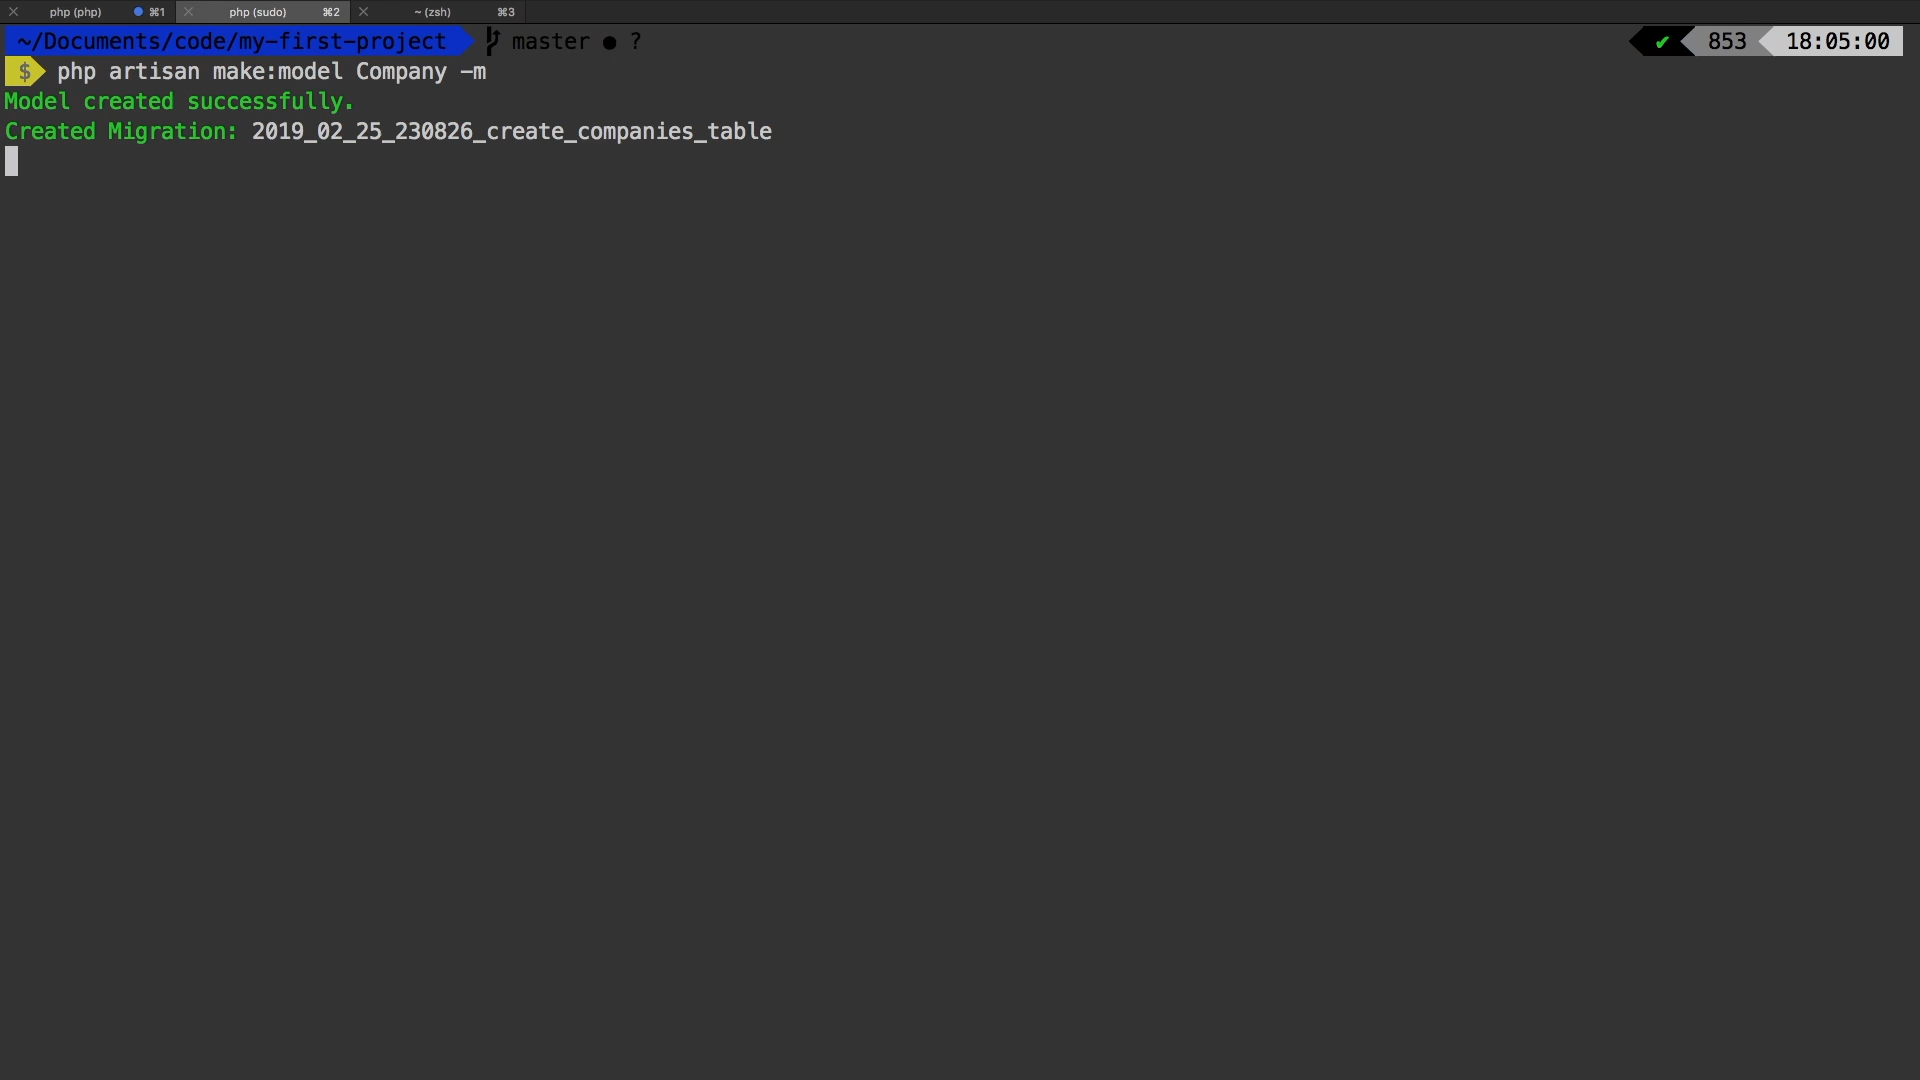 php (php) ⌘1 php (sudo) ⌘2 ~ (zsh) ⌘3
~/Documents/code/my-first-project master ● ? ✔ 853 18:05:00
$ php artisan make:model Company -m
Model created successfully.
Created Migration: 2019_02_25_230826_create_companies_table